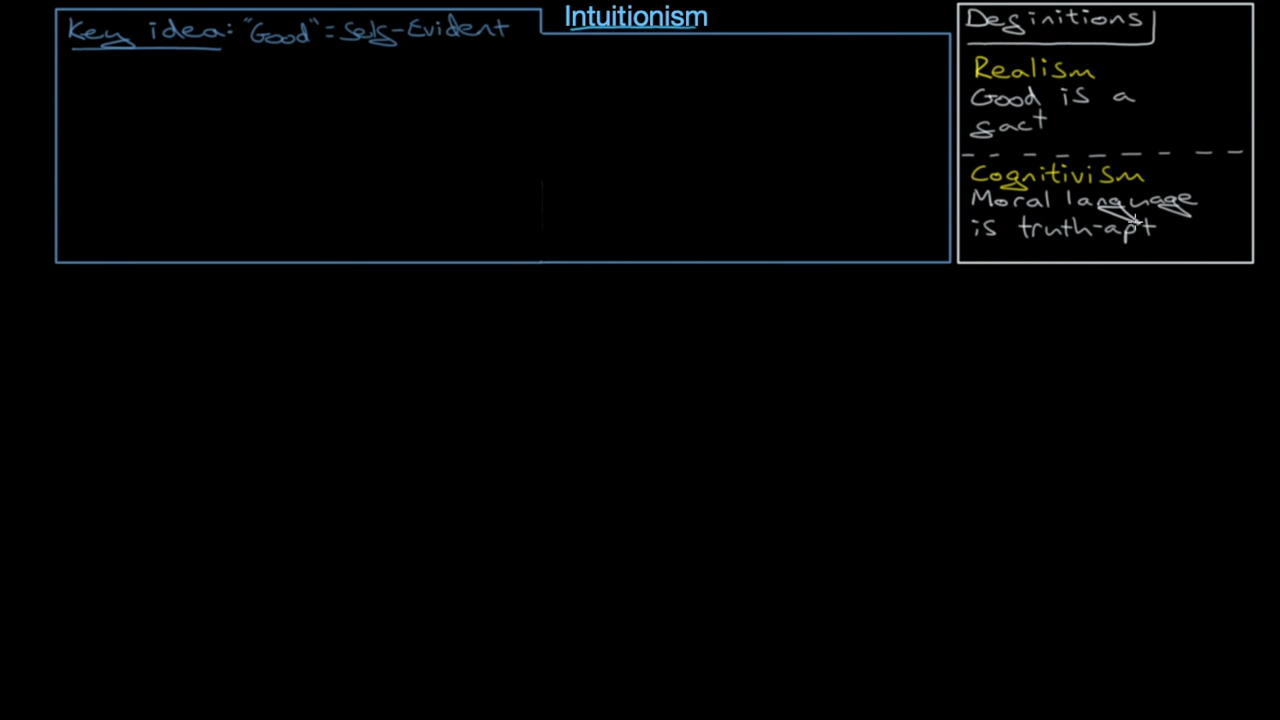 Intuitionism
Key idea: "Good" = Self-Evident
Definitions
Realism
Good is a
fact
Cognitivism
Moral language
is truth-apt